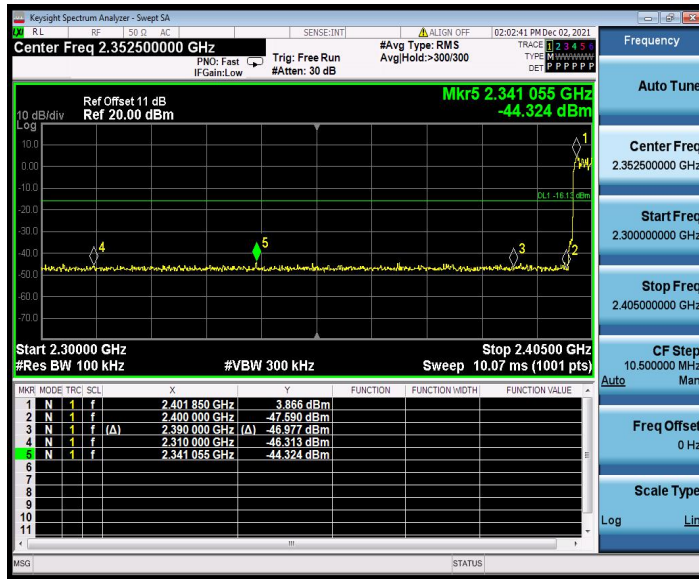 Keysight Spectrum Analyzer - Swept SA
RL RF 50 Ω AC SENSE:INT ALIGN OFF 02:02:41 PM Dec 02, 2021
Center Freq 2.352500000 GHz
PNO: Fast
IFGain:Low
Trig: Free Run
#Atten: 30 dB
#Avg Type: RMS
Avg|Hold:>300/300
TRACE 1 2 3 4 5 6
TYPE M W W W W W
DET P P P P P P
Mkr5 2.341 055 GHz
-44.324 dBm
Ref Offset 11 dB
10 dB/div Ref 20.00 dBm
Log
10.0
0.00
-10.0
-20.0
-30.0
-40.0
-50.0
-60.0
-70.0
DL1 -16.13 dBm
1
2
3
4
5
Start 2.30000 GHz Stop 2.40500 GHz
#Res BW 100 kHz #VBW 300 kHz Sweep 10.07 ms (1001 pts)
MKR MODE TRC SCL X Y FUNCTION FUNCTION WIDTH FUNCTION VALUE
1 N 1 f 2.401 850 GHz 3.866 dBm
2 N 1 f 2.400 000 GHz -47.590 dBm
3 N 1 f (Δ) 2.390 000 GHz (Δ) -46.977 dBm
4 N 1 f 2.310 000 GHz -46.313 dBm
5 N 1 f 2.341 055 GHz -44.324 dBm
6
7
8
9
10
11
MSG STATUS
Frequency
Auto Tune
Center Freq
2.352500000 GHz
Start Freq
2.300000000 GHz
Stop Freq
2.405000000 GHz
CF Step
10.500000 MHz
Auto Man
Freq Offset
0 Hz
Scale Type
Log Lin